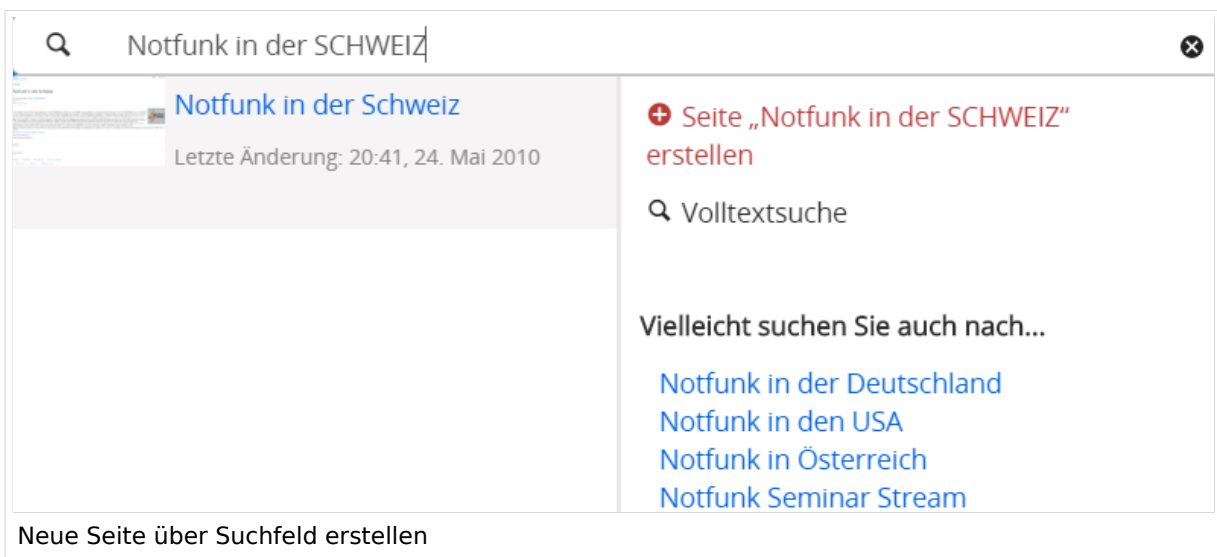 Notfunk in der SCHWEIZ
Notfunk in der Schweiz
Letzte Änderung: 20:41, 24. Mai 2010
Seite „Notfunk in der SCHWEIZ“
erstellen
Volltextsuche
Vielleicht suchen Sie auch nach...
Notfunk in der Deutschland
Notfunk in den USA
Notfunk in Österreich
Notfunk Seminar Stream
Neue Seite über Suchfeld erstellen